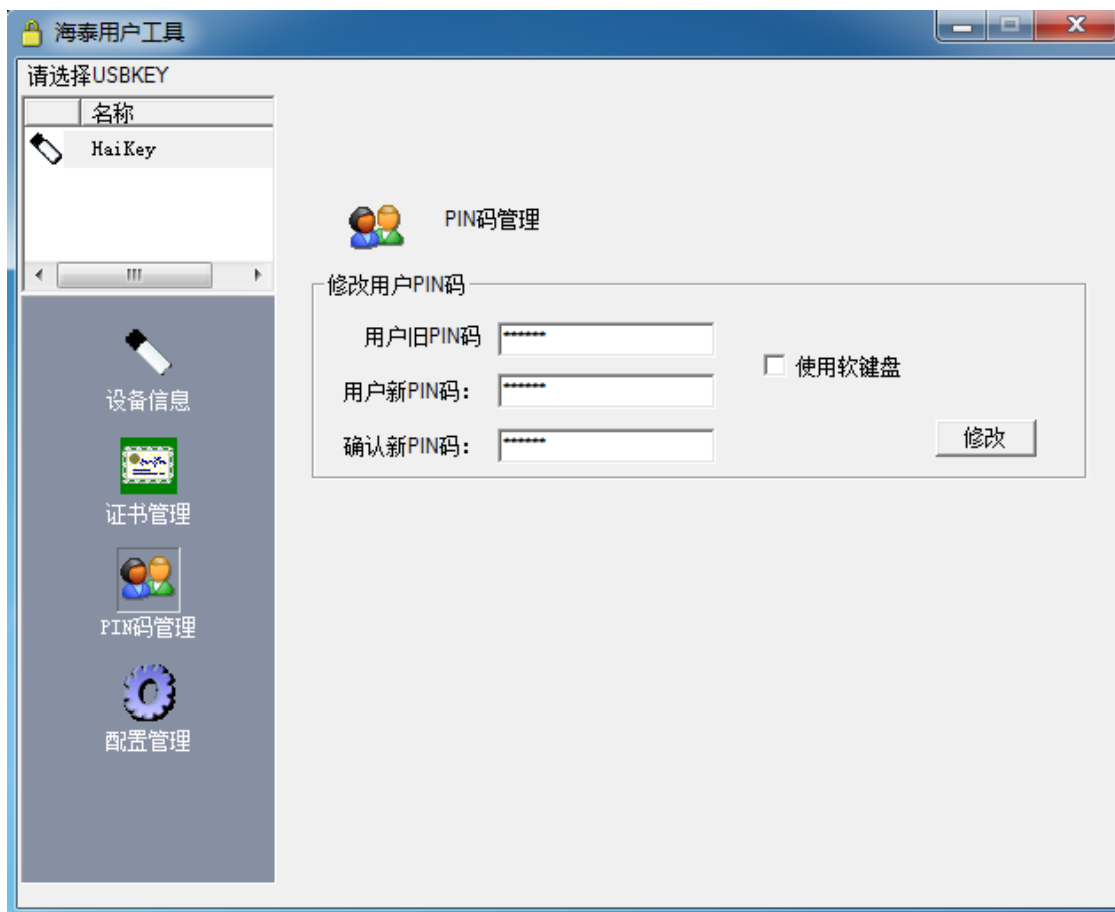 海泰用户工具
请选择USBKEY
名称
HaiKey
设备信息
证书管理
PIN码管理
配置管理
PIN码管理
修改用户PIN码
用户旧PIN码 ******
用户新PIN码： ******
确认新PIN码： ******
使用软键盘
修改